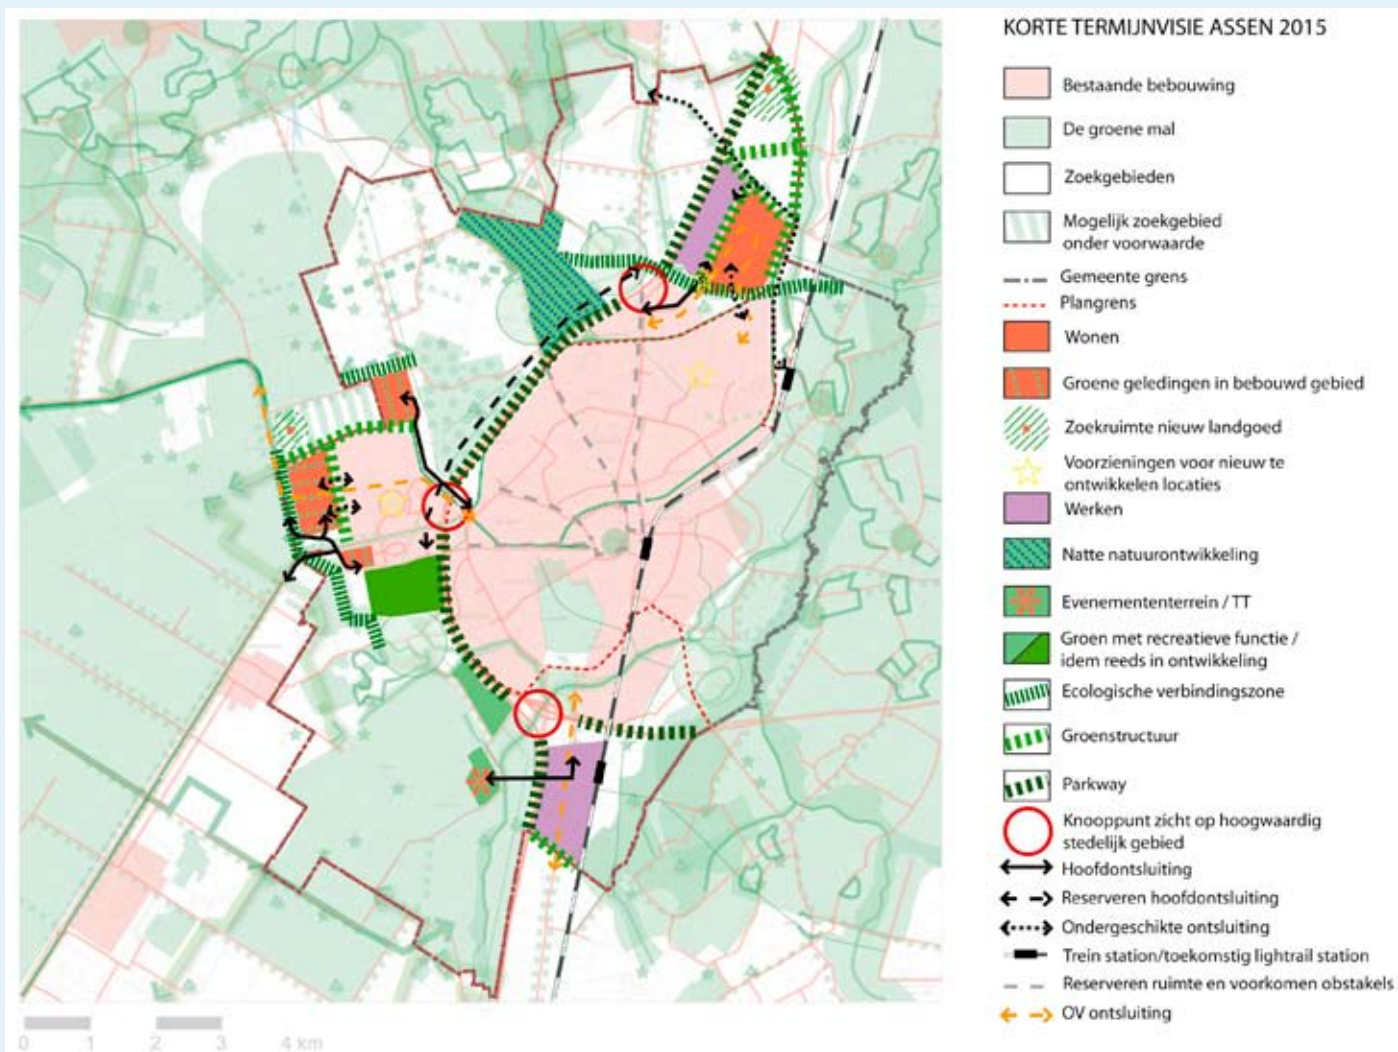 KORTE TERMIJNVISIE ASSEN 2015
Bestaande bebouwing
De groene mal
Zoekgebieden
Mogelijk zoekgebied
onder voorwaarde
Gemeente grens
Plangrens
Wonen
Groene geledingen in bebouwd gebied
Zoekruimte nieuw landgoed
Voorzieningen voor nieuw te
ontwikkelen locaties
Werken
Natte natuurontwikkeling
Evenemententerrein / TT
Groen met recreatieve functie /
idem reeds in ontwikkeling
Ecologische verbindingszone
Groenstructuur
Parkway
Knooppunt zicht op hoogwaardig
stedelijk gebied
Hoofdontsluiting
Reserveren hoofdontsluiting
Ondergeschikte ontsluiting
Trein station/toekomstig lightrail station
Reserveren ruimte en voorkomen obstakels
OV ontsluiting
0 1 2 3 4 km